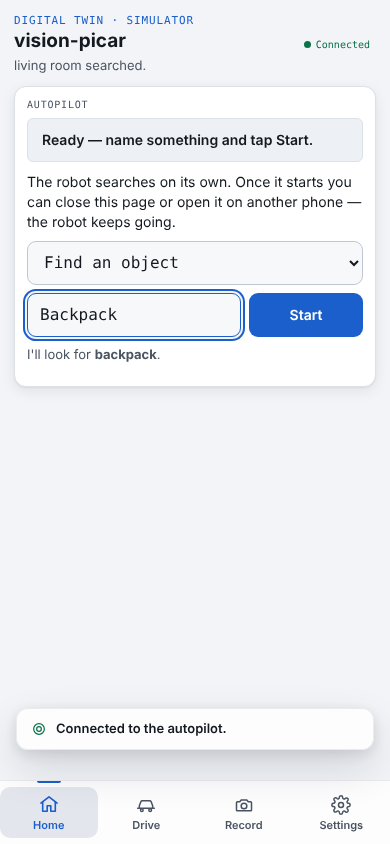 DIGITAL TWIN · SIMULATOR
vision-picar
Connected
living room searched.
AUTOPILOT
Ready — name something and tap Start.
The robot searches on its own. Once it starts you
can close this page or open it on another phone —
the robot keeps going.
Find an object
Backpack
Start
I'll look for backpack.
Connected to the autopilot.
Home
Drive
Record
Settings